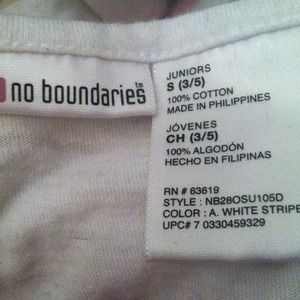 no boundaries
JUNIORS
S (3/5)
100% COTTON
MADE IN PHILIPPINES
JÓVENES
CH (3/5)
100% ALGODÓN
HECHO EN FILIPINAS
RN # 63619
STYLE : NB28OSU105D
COLOR : A. WHITE STRIPE
UPC# 7 0330459329